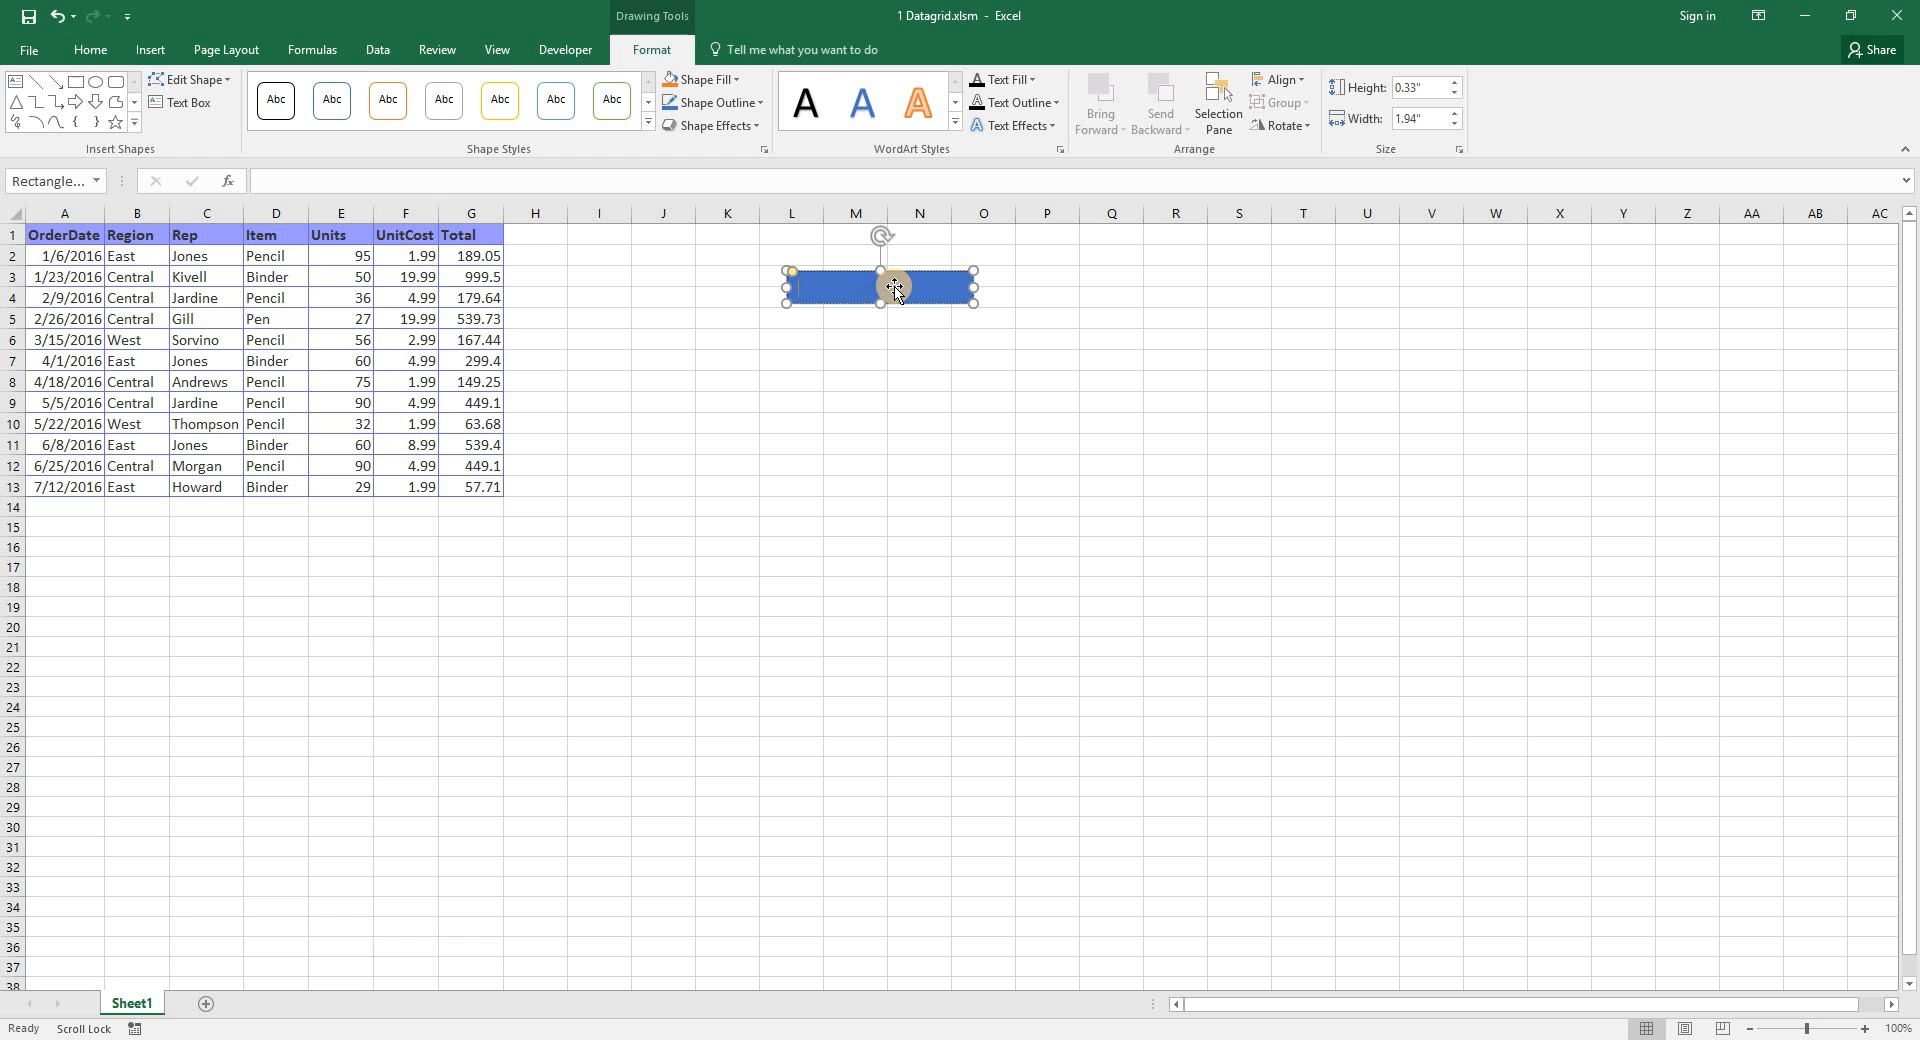 Drawing Tools
1 Datagrid.xlsm - Excel
Sign in
File Home Insert Page Layout Formulas Data Review View Developer Format Tell me what you want to do Share
Edit Shape
Text Box
Insert Shapes
Abc Abc Abc Abc Abc Abc Abc
Shape Fill
Shape Outline
Shape Effects
Shape Styles
A A A
Text Fill
Text Outline
Text Effects
WordArt Styles
Bring Forward
Send Backward
Selection Pane
Align
Group
Rotate
Arrange
Height: 0.33"
Width: 1.94"
Size
Rectangle... fx
A B C D E F G H I J K L M N O P Q R S T U V W X Y Z AA AB AC
1 OrderDate Region Rep Item Units UnitCost Total
2 1/6/2016 East Jones Pencil 95 1.99 189.05
3 1/23/2016 Central Kivell Binder 50 19.99 999.5
4 2/9/2016 Central Jardine Pencil 36 4.99 179.64
5 2/26/2016 Central Gill Pen 27 19.99 539.73
6 3/15/2016 West Sorvino Pencil 56 2.99 167.44
7 4/1/2016 East Jones Binder 60 4.99 299.4
8 4/18/2016 Central Andrews Pencil 75 1.99 149.25
9 5/5/2016 Central Jardine Pencil 90 4.99 449.1
10 5/22/2016 West Thompson Pencil 32 1.99 63.68
11 6/8/2016 East Jones Binder 60 8.99 539.4
12 6/25/2016 Central Morgan Pencil 90 4.99 449.1
13 7/12/2016 East Howard Binder 29 1.99 57.71
14
15
16
17
18
19
20
21
22
23
24
25
26
27
28
29
30
31
32
33
34
35
36
37
38
Sheet1
Ready Scroll Lock 100%